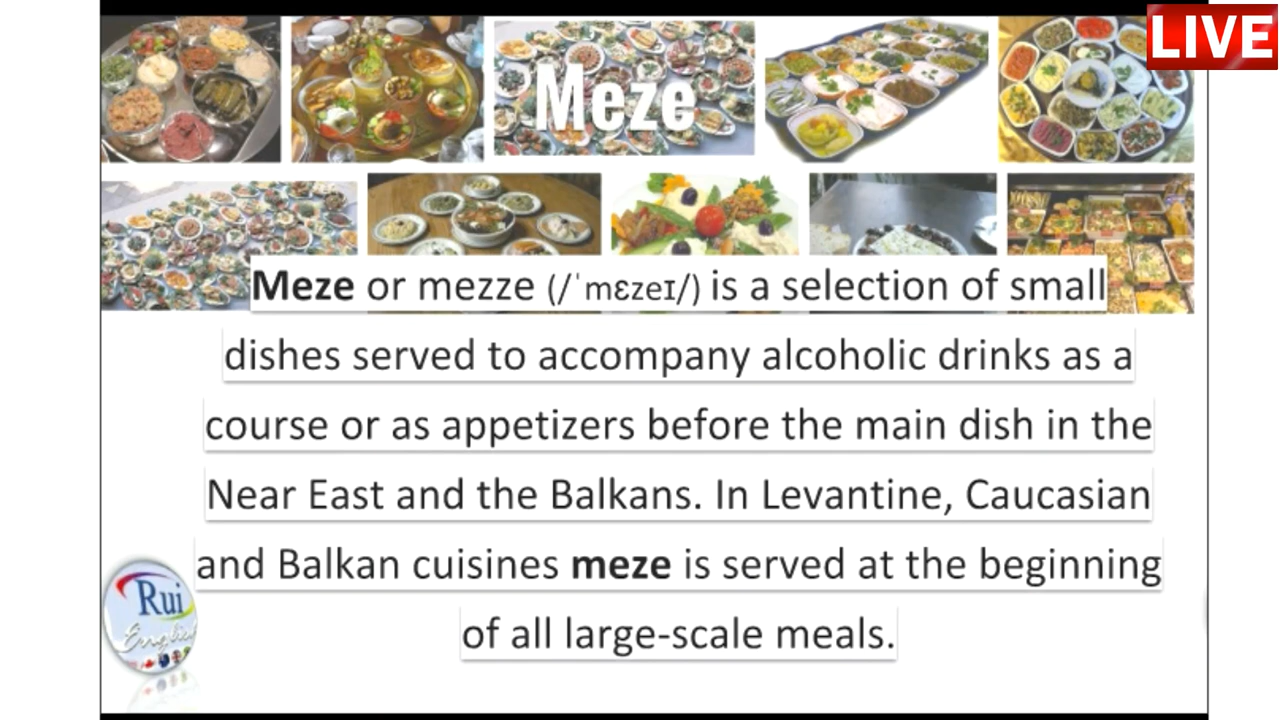 LIVE
Meze
Meze or mezze (/ˈmɛzeɪ/) is a selection of small
dishes served to accompany alcoholic drinks as a
course or as appetizers before the main dish in the
Near East and the Balkans. In Levantine, Caucasian
and Balkan cuisines meze is served at the beginning
of all large-scale meals.
Rui
English